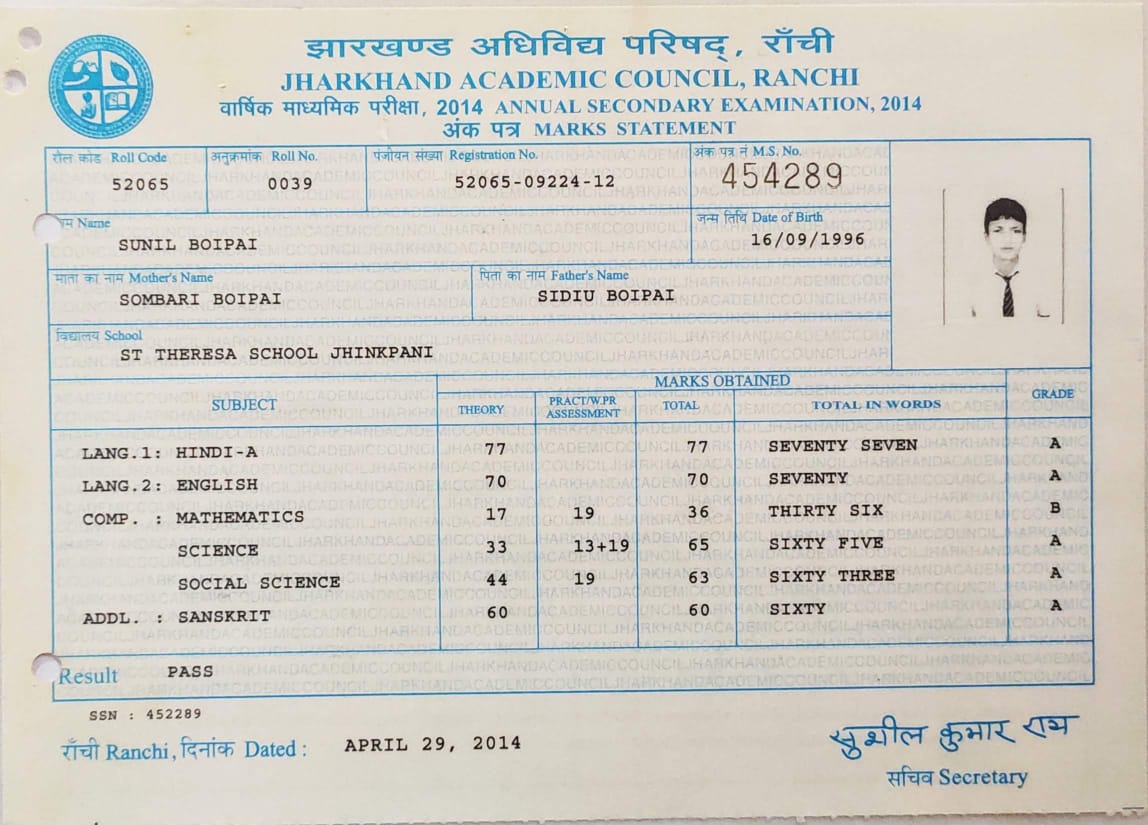 झारखण्ड अधिविद्य परिषद्, राँची
JHARKHAND ACADEMIC COUNCIL, RANCHI
वार्षिक माध्यमिक परीक्षा, 2014 ANNUAL SECONDARY EXAMINATION, 2014
अंक पत्र MARKS STATEMENT
रौल कोड Roll Code अनुक्रमांक Roll No. पंजीयन संख्या Registration No. अंक पत्र नं M.S. No.
52065 0039 52065-09224-12 454289
म Name जन्म तिथि Date of Birth
SUNIL BOIPAI 16/09/1996
माता का नाम Mother's Name पिता का नाम Father's Name
SOMBARI BOIPAI SIDIU BOIPAI
विद्यालय School
ST THERESA SCHOOL JHINKPANI
MARKS OBTAINED
SUBJECT THEORY PRACT/W.PR ASSESSMENT TOTAL TOTAL IN WORDS GRADE
LANG.1: HINDI-A 77 77 SEVENTY SEVEN A
LANG.2: ENGLISH 70 70 SEVENTY A
COMP. : MATHEMATICS 17 19 36 THIRTY SIX B
SCIENCE 33 13+19 65 SIXTY FIVE A
SOCIAL SCIENCE 44 19 63 SIXTY THREE A
ADDL. : SANSKRIT 60 60 SIXTY A
Result PASS
SSN : 452289
राँची Ranchi, दिनांक Dated : APRIL 29, 2014
सुशील कुमार राय
सचिव Secretary